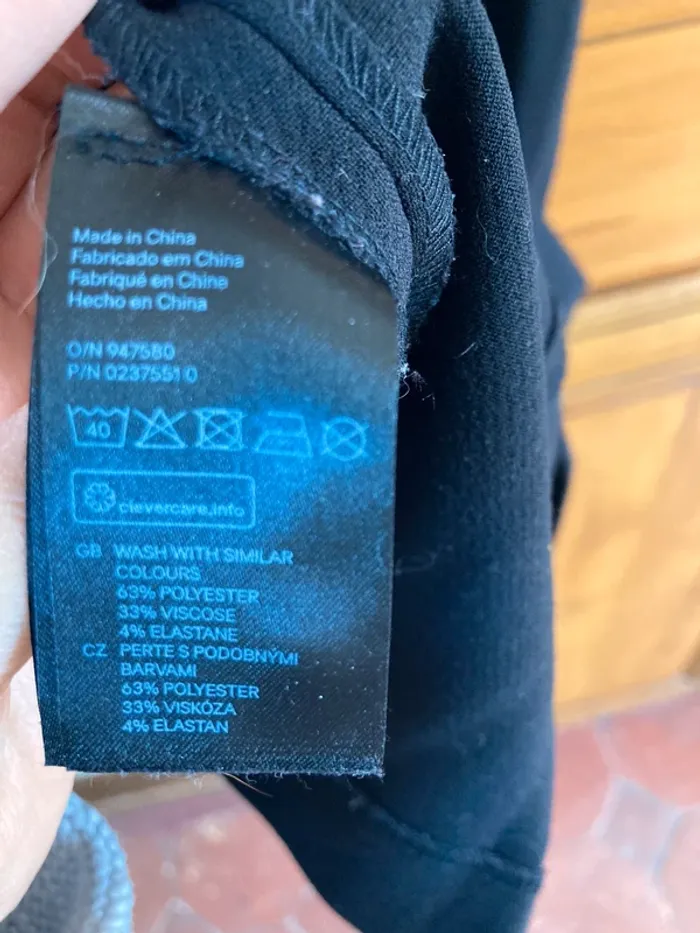 Made in China
Fabricado em China
Fabriqué en Chine
Hecho en China
O/N 947580
P/N 02375510
40
clevercare.info
GB WASH WITH SIMILAR
COLOURS
63% POLYESTER
33% VISCOSE
4% ELASTANE
CZ PERTE S PODOBNÝMI
BARVAMI
63% POLYESTER
33% VISKÓZA
4% ELASTAN